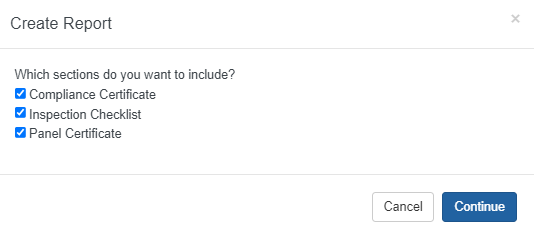 Create Report
×
Which sections do you want to include?
Compliance Certificate
Inspection Checklist
Panel Certificate
Cancel
Continue